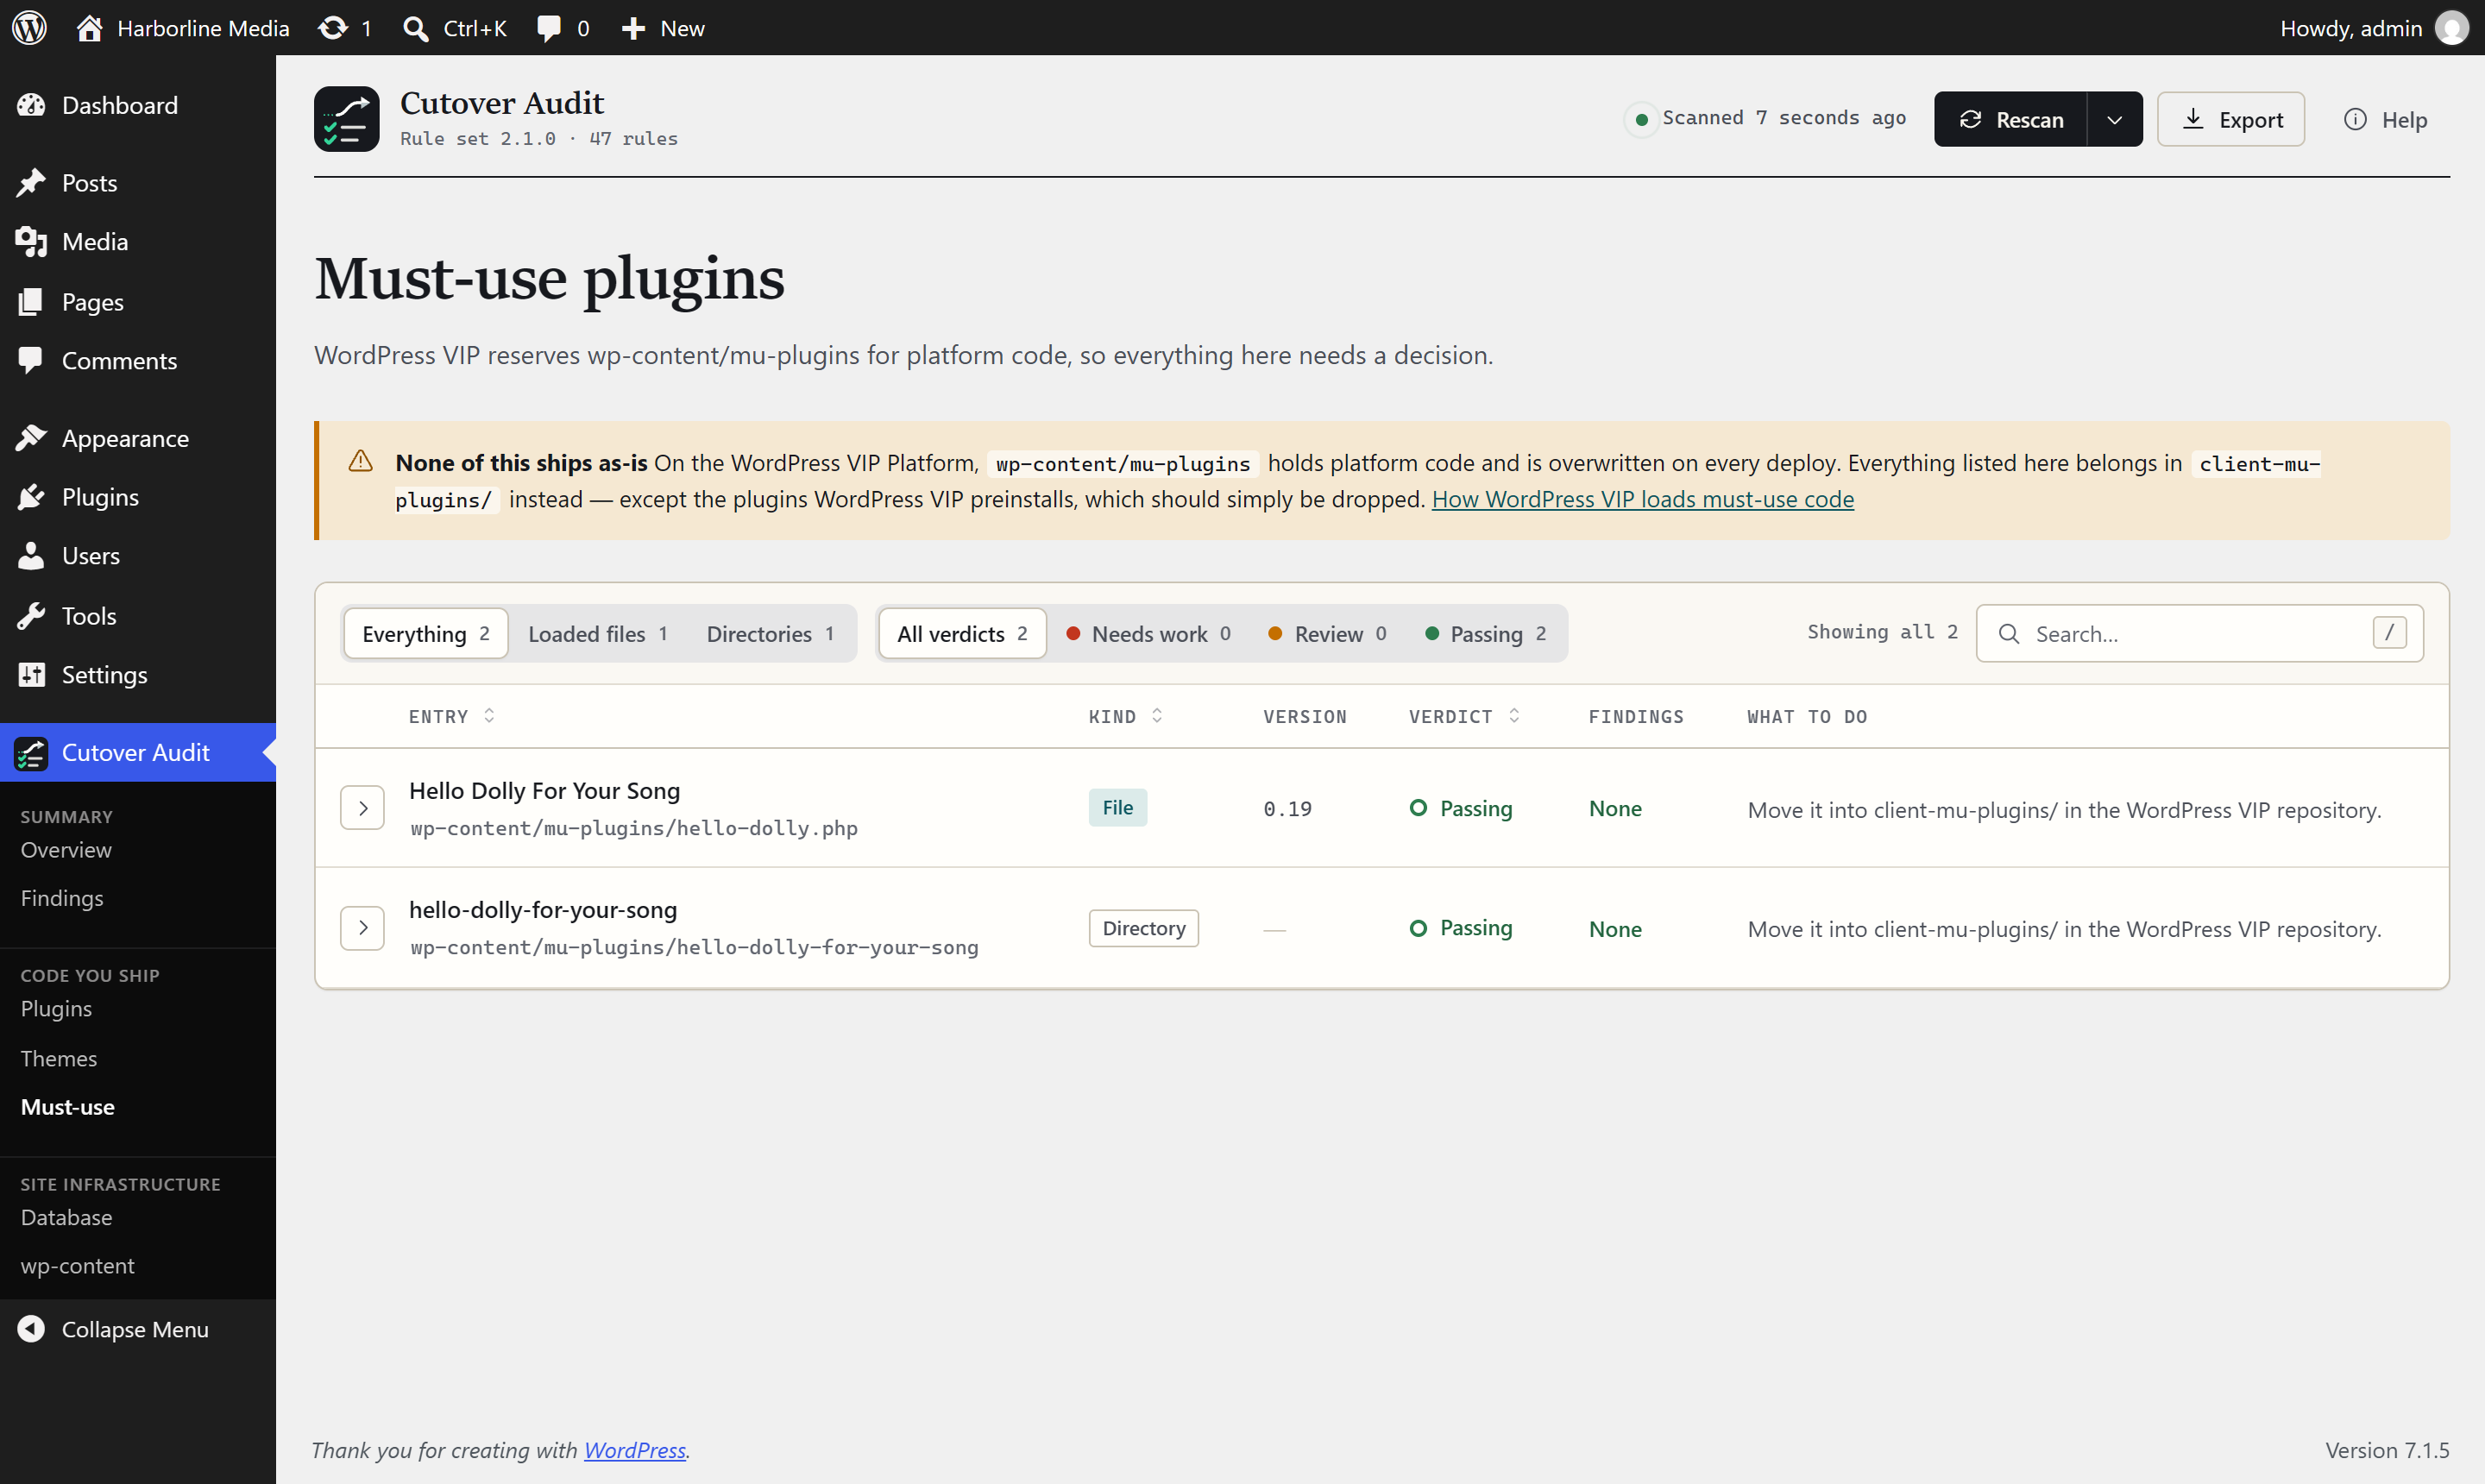 Harborline Media
1
Ctrl+K
0
New
Howdy, admin
Dashboard
Posts
Media
Pages
Comments
Appearance
Plugins
Users
Tools
Settings
Cutover Audit
SUMMARY
Overview
Findings
CODE YOU SHIP
Plugins
Themes
Must-use
SITE INFRASTRUCTURE
Database
wp-content
Collapse Menu
Cutover Audit
Rule set 2.1.0 · 47 rules
Scanned 7 seconds ago
Rescan
Export
Help
Must-use plugins
WordPress VIP reserves wp-content/mu-plugins for platform code, so everything here needs a decision.
None of this ships as-is On the WordPress VIP Platform, wp-content/mu-plugins holds platform code and is overwritten on every deploy. Everything listed here belongs in client-mu-
plugins/ instead — except the plugins WordPress VIP preinstalls, which should simply be dropped. How WordPress VIP loads must-use code
Everything 2
Loaded files 1
Directories 1
All verdicts 2
Needs work 0
Review 0
Passing 2
Showing all 2
Search...
/
ENTRY KIND VERSION VERDICT FINDINGS WHAT TO DO
Hello Dolly For Your Song
wp-content/mu-plugins/hello-dolly.php
File
0.19
Passing
None
Move it into client-mu-plugins/ in the WordPress VIP repository.
hello-dolly-for-your-song
wp-content/mu-plugins/hello-dolly-for-your-song
Directory
—
Passing
None
Move it into client-mu-plugins/ in the WordPress VIP repository.
Thank you for creating with WordPress.
Version 7.1.5